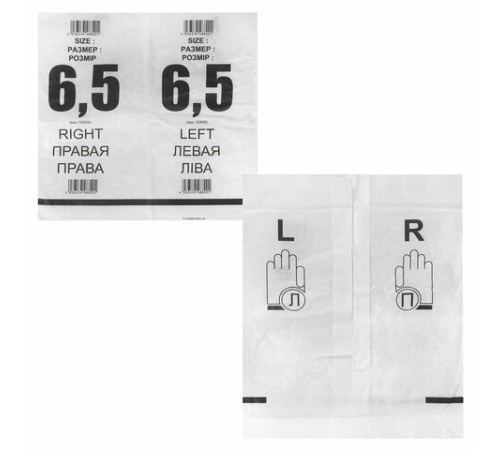 SIZE : SIZE :
РАЗМЕР : РАЗМЕР :
РОЗМІР : РОЗМІР :
6,5 6,5
RIGHT LEFT
ПРАВАЯ ЛЕВАЯ
ПРАВА ЛІВА
L R
Л П